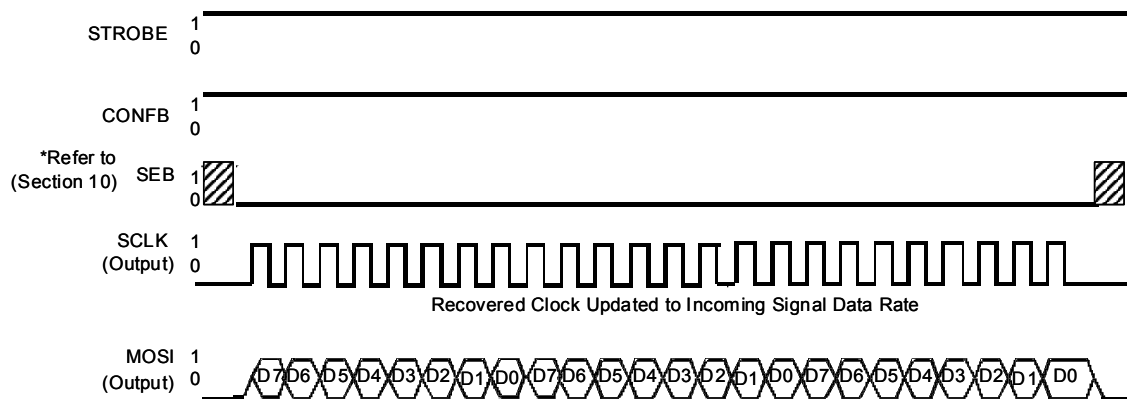 STROBE 1
0
CONFB 1
0
*Refer to
(Section 10) SEB 1
0
SCLK 1
(Output) 0
Recovered Clock Updated to Incoming Signal Data Rate
MOSI 1
(Output) 0
D7 D6 D5 D4 D3 D2 D1 D0 D7 D6 D5 D4 D3 D2 D1 D0 D7 D6 D5 D4 D3 D2 D1 D0